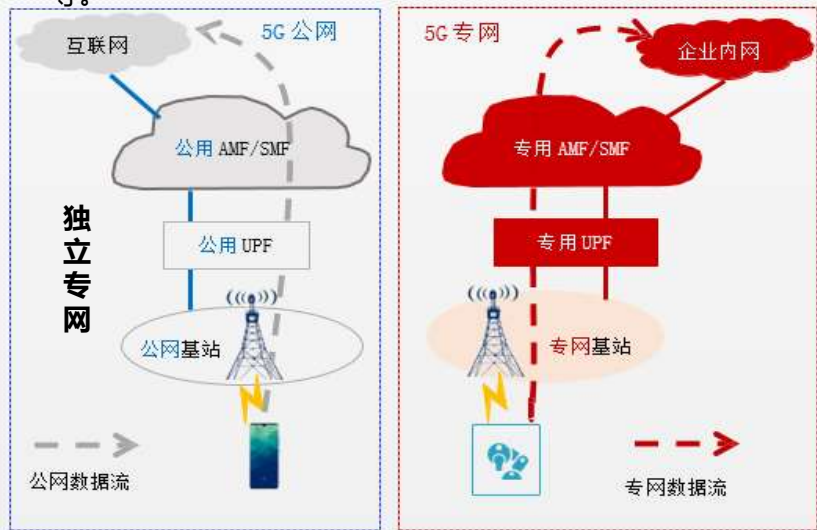 5G 公网
互联网
公用 AMF/SMF
独立专网
公用 UPF
公网基站
公网数据流
5G 专网
企业内网
专用 AMF/SMF
专用 UPF
专网基站
专网数据流